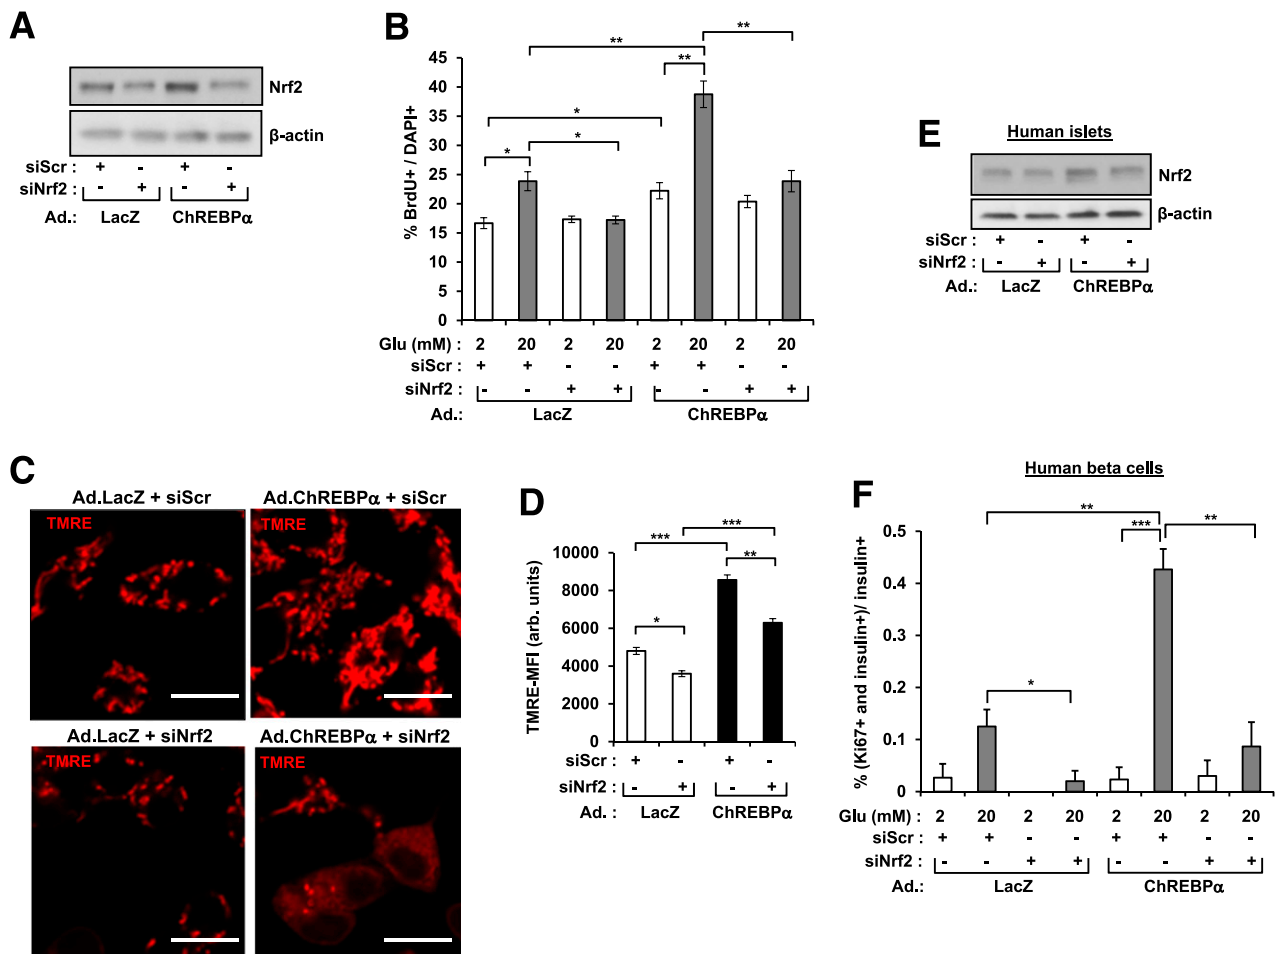 A
Nrf2
β-actin
siScr : + - + -
siNrf2 : - + - +
Ad.: LacZ ChREBPα
B
** **
**
*
* *
% BrdU+ / DAPI+
45
40
35
30
25
20
15
10
5
0
Glu (mM) : 2 20 2 20 2 20 2 20
siScr : + + - - + + - -
siNrf2 : - - + + - - + +
Ad.: LacZ ChREBPα
E
Human islets
Nrf2
β-actin
siScr : + - + -
siNrf2 : - + - +
Ad.: LacZ ChREBPα
C
Ad.LacZ + siScr
TMRE
Ad.ChREBPα + siScr
TMRE
Ad.LacZ + siNrf2
TMRE
Ad.ChREBPα + siNrf2
TMRE
D
***
*** **
*
TMRE-MFI (arb. units)
10000
8000
6000
4000
2000
0
siScr : + - + -
siNrf2 : - + - +
Ad. : LacZ ChREBPα
Human beta cells
F
**
*** **
*
% (Ki67+ and insulin+)/ insulin+
0.5
0.4
0.3
0.2
0.1
0
Glu (mM) : 2 20 2 20 2 20 2 20
siScr : + + - - + + - -
siNrf2 : - - + + - - + +
Ad.: LacZ ChREBPα